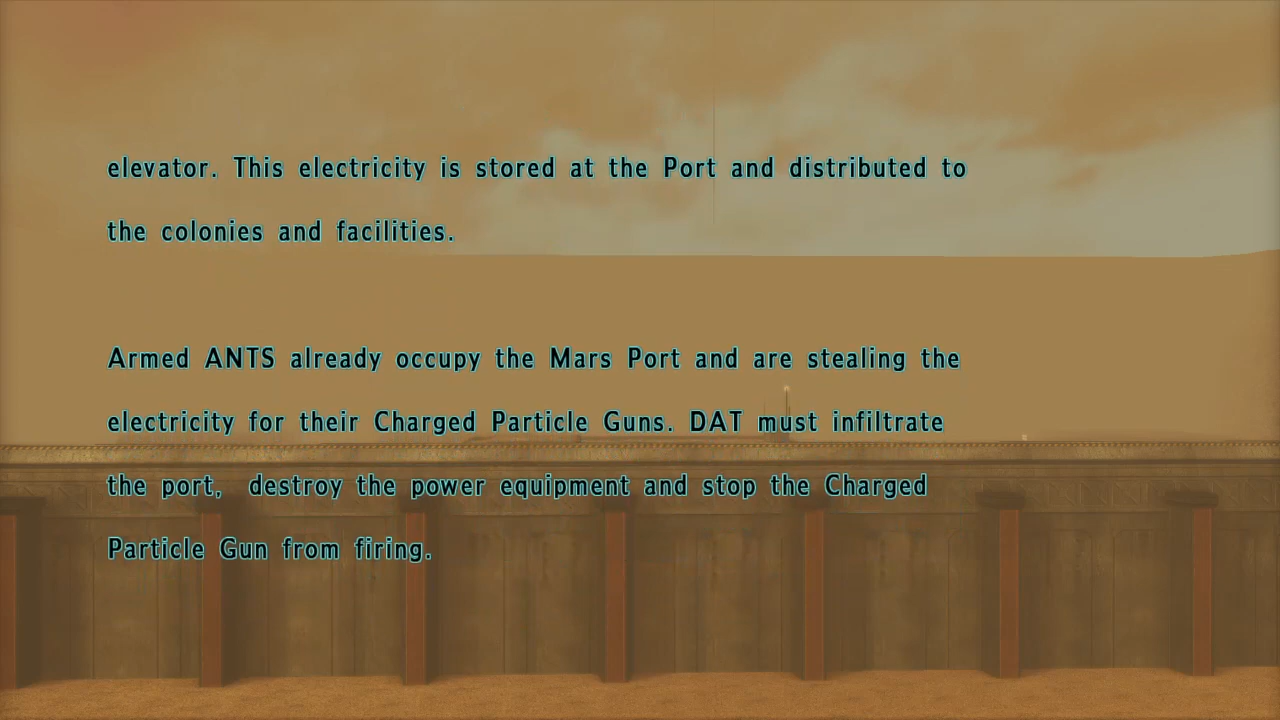 elevator. This electricity is stored at the Port and distributed to
the colonies and facilities.
Armed ANTS already occupy the Mars Port and are stealing the
electricity for their Charged Particle Guns. DAT must infiltrate
the port,  destroy the power equipment and stop the Charged
Particle Gun from firing.